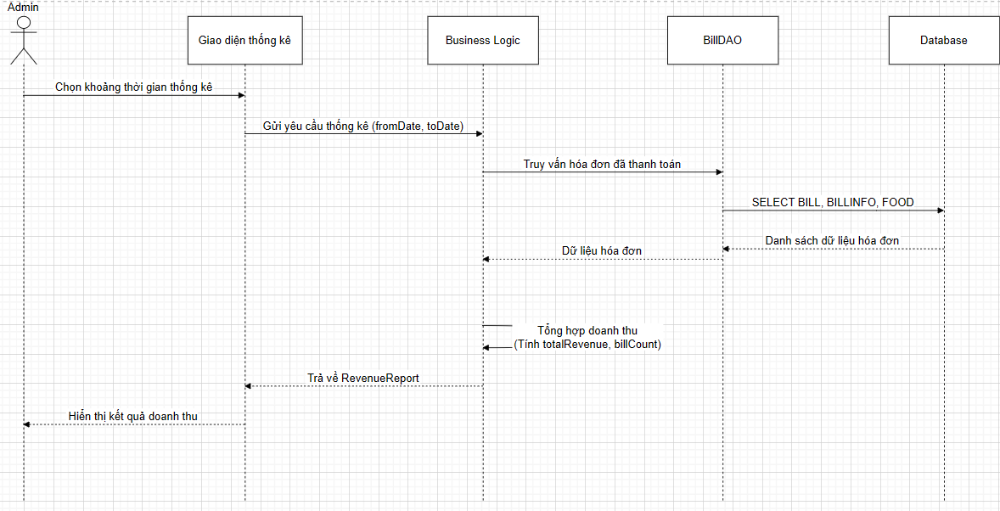 Admin
Giao diện thống kê
Business Logic
BillDAO
Database
Chọn khoảng thời gian thống kê
Gửi yêu cầu thống kê (fromDate, toDate)
Truy vấn hóa đơn đã thanh toán
SELECT BILL, BILLINFO, FOOD
Danh sách dữ liệu hóa đơn
Dữ liệu hóa đơn
Tổng hợp doanh thu
(Tính totalRevenue, billCount)
Trả về RevenueReport
Hiển thị kết quả doanh thu